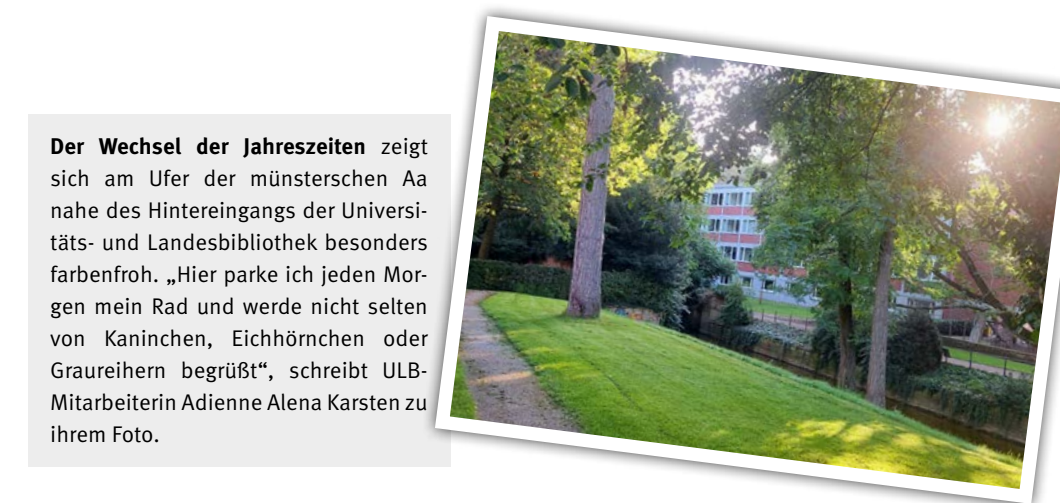 Der Wechsel der Jahreszeiten zeigt
sich am Ufer der münsterschen Aa
nahe des Hintereingangs der Universi-
täts- und Landesbibliothek besonders
farbenfroh. „Hier parke ich jeden Mor-
gen mein Rad und werde nicht selten
von Kaninchen, Eichhörnchen oder
Graureihern begrüßt“, schreibt ULB-
Mitarbeiterin Adienne Alena Karsten zu
ihrem Foto.